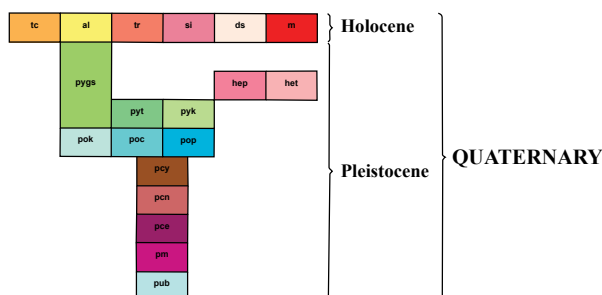 tc al tr si ds m Holocene
pygs hep het
pyt pyk
pok poc pop
pcy
Pleistocene QUATERNARY
pcn
pce
pm
pub